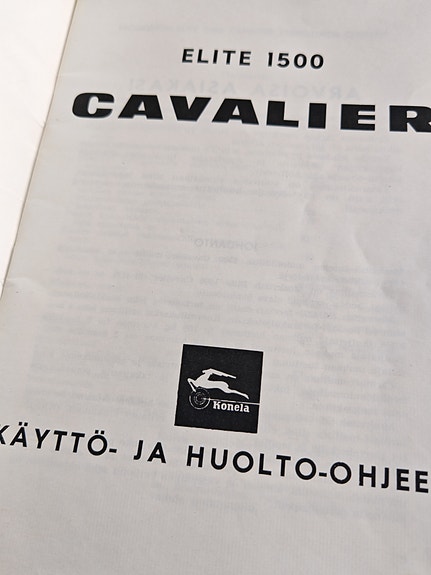 ELITE 1500
CAVALIER
Konela
KÄYTTÖ- JA HUOLTO-OHJEE